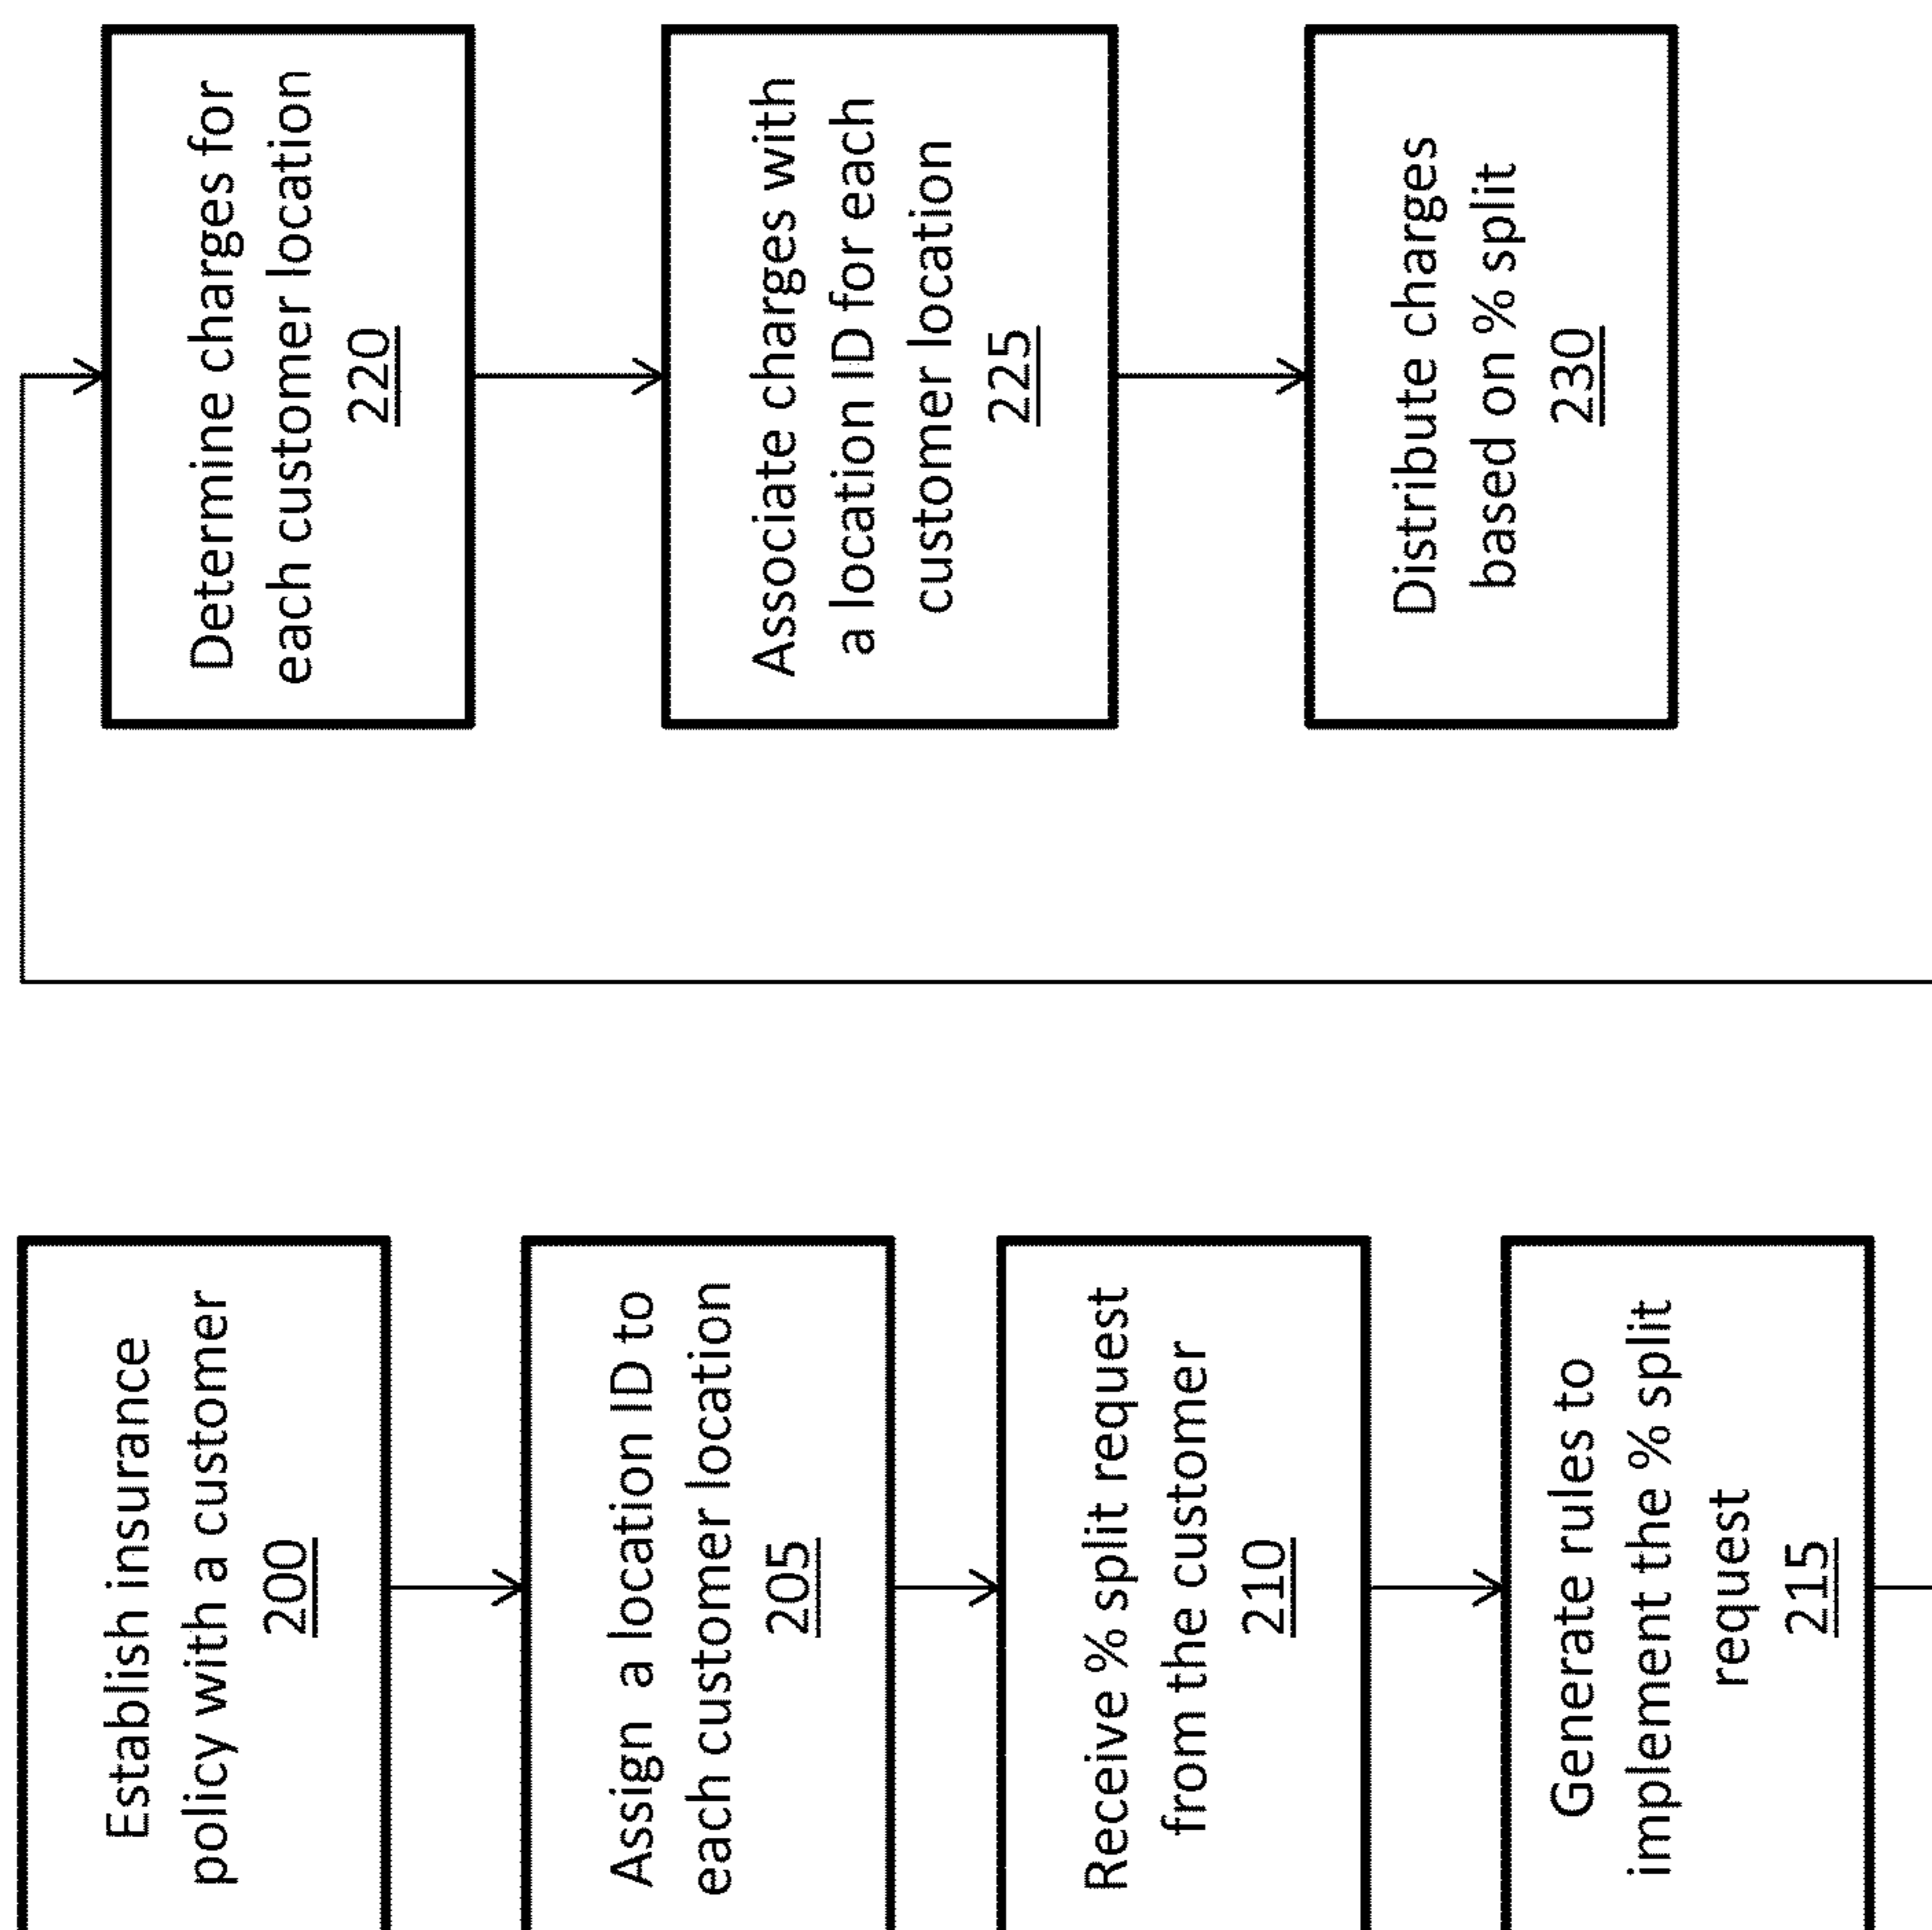 Establish insurance
policy with a customer
200
Assign a location ID to
each customer location
205
Receive % split request
from the customer
210
Generate rules to
implement the % split
request
215
Determine charges for
each customer location
220
Associate charges with
a location ID for each
customer location
225
Distribute charges
based on % split
230